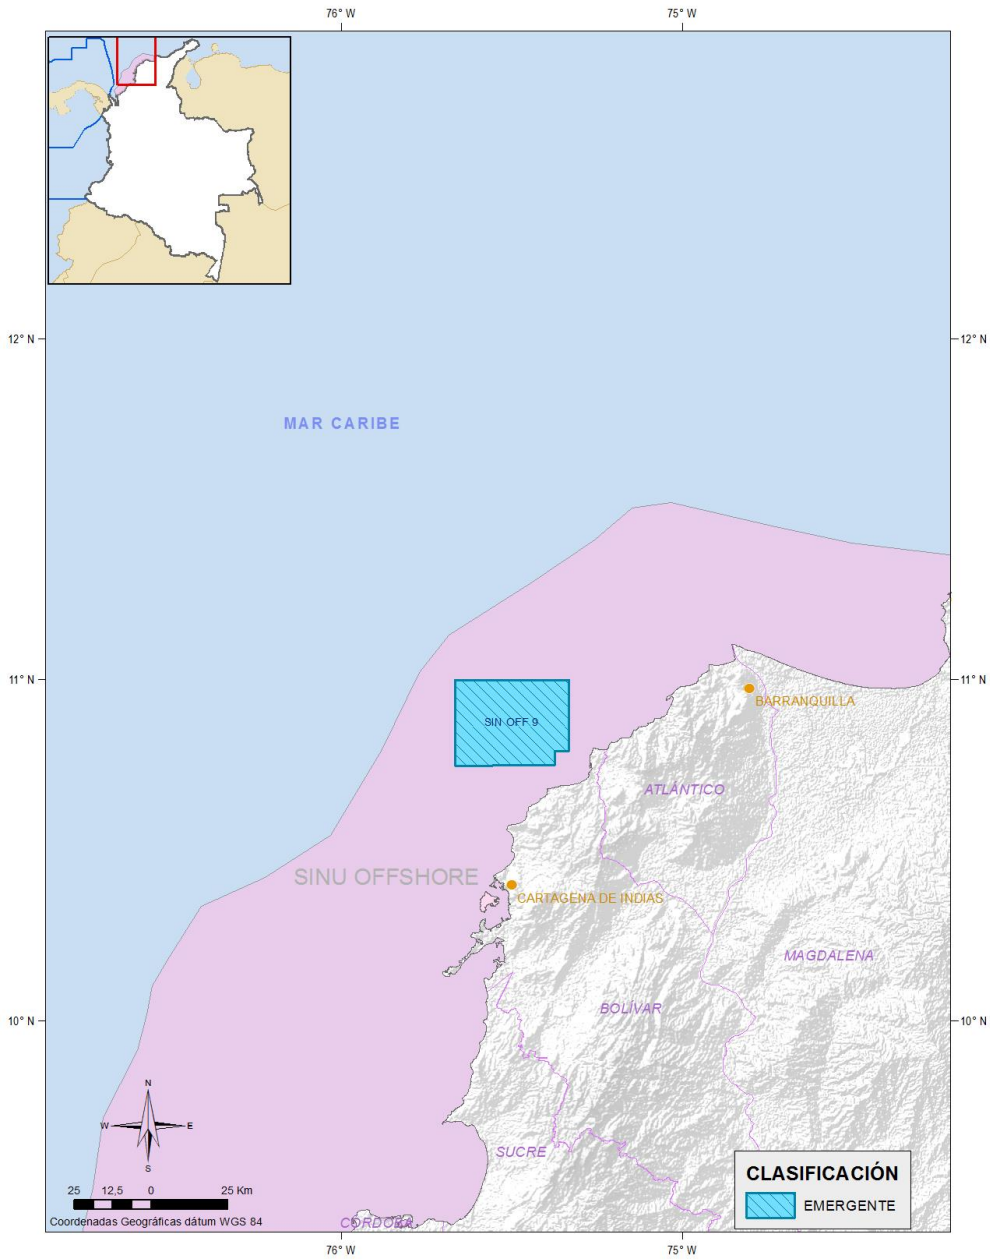 76° W
75° W
12° N
12° N
MAR CARIBE
11° N
11° N
SIN OFF 9
BARRANQUILLA
ATLÁNTICO
SINU OFFSHORE
CARTAGENA DE INDIAS
MAGDALENA
BOLÍVAR
10° N
10° N
N
W
E
S
SUCRE
CLASIFICACIÓN
EMERGENTE
25
12,5
0
25 Km
Coordenadas Geográficas dátum WGS 84
CÓRDOBA
76° W
75° W